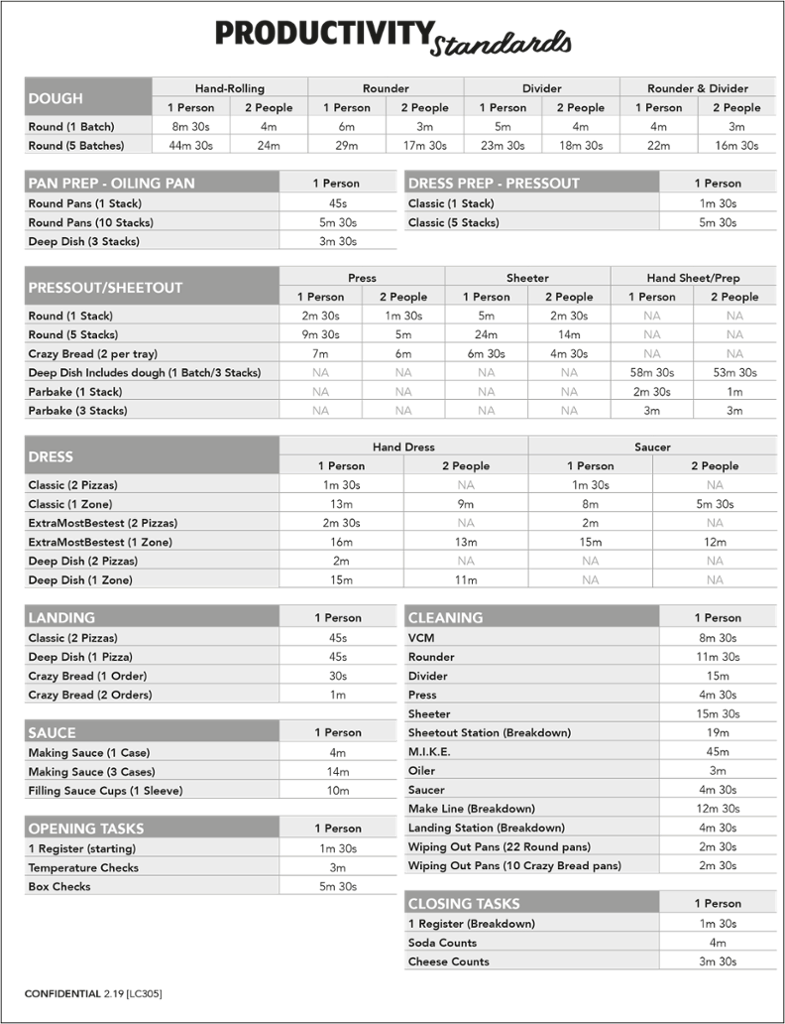 PRODUCTIVITY Standards
DOUGH Hand-Rolling Rounder Divider Rounder & Divider
1 Person 2 People 1 Person 2 People 1 Person 2 People 1 Person 2 People
Round (1 Batch) 8m 30s 4m 6m 3m 5m 4m 4m 3m
Round (5 Batches) 44m 30s 24m 29m 17m 30s 23m 30s 18m 30s 22m 16m 30s
PAN PREP - OILING PAN 1 Person
Round Pans (1 Stack) 45s
Round Pans (10 Stacks) 5m 30s
Deep Dish (3 Stacks) 3m 30s
DRESS PREP - PRESSOUT 1 Person
Classic (1 Stack) 1m 30s
Classic (5 Stacks) 5m 30s
PRESSOUT/SHEETOUT Press Sheeter Hand Sheet/Prep
1 Person 2 People 1 Person 2 People 1 Person 2 People
Round (1 Stack) 2m 30s 1m 30s 5m 2m 30s NA NA
Round (5 Stacks) 9m 30s 5m 24m 14m NA NA
Crazy Bread (2 per tray) 7m 6m 6m 30s 4m 30s NA NA
Deep Dish Includes dough (1 Batch/3 Stacks) NA NA NA NA 58m 30s 53m 30s
Parbake (1 Stack) NA NA NA NA 2m 30s 1m
Parbake (3 Stacks) NA NA NA NA 3m 3m
DRESS Hand Dress Saucer
1 Person 2 People 1 Person 2 People
Classic (2 Pizzas) 1m 30s NA 1m 30s NA
Classic (1 Zone) 13m 9m 8m 5m 30s
ExtraMostBestest (2 Pizzas) 2m 30s NA 2m NA
ExtraMostBestest (1 Zone) 16m 13m 15m 12m
Deep Dish (2 Pizzas) 2m NA NA NA
Deep Dish (1 Zone) 15m 11m NA NA
LANDING 1 Person
Classic (2 Pizzas) 45s
Deep Dish (1 Pizza) 45s
Crazy Bread (1 Order) 30s
Crazy Bread (2 Orders) 1m
SAUCE 1 Person
Making Sauce (1 Case) 4m
Making Sauce (3 Cases) 14m
Filling Sauce Cups (1 Sleeve) 10m
OPENING TASKS 1 Person
1 Register (starting) 1m 30s
Temperature Checks 3m
Box Checks 5m 30s
CLEANING 1 Person
VCM 8m 30s
Rounder 11m 30s
Divider 15m
Press 4m 30s
Sheeter 15m 30s
Sheetout Station (Breakdown) 19m
M.I.K.E. 45m
Oiler 3m
Saucer 4m 30s
Make Line (Breakdown) 12m 30s
Landing Station (Breakdown) 4m 30s
Wiping Out Pans (22 Round pans) 2m 30s
Wiping Out Pans (10 Crazy Bread pans) 2m 30s
CLOSING TASKS 1 Person
1 Register (Breakdown) 1m 30s
Soda Counts 4m
Cheese Counts 3m 30s
CONFIDENTIAL 2.19 [LC305]